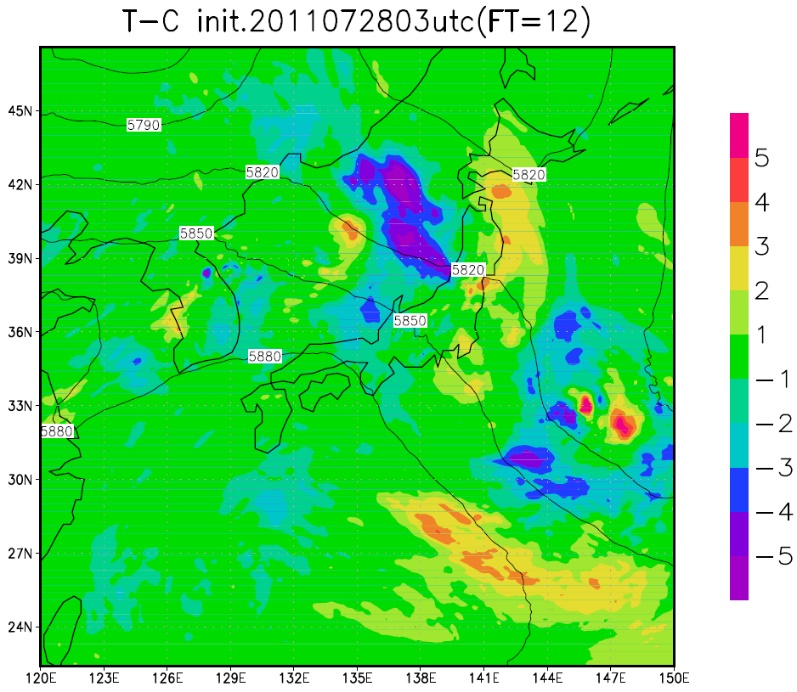 T-C init.2011072803utc(FT=12)
45N
42N
39N
36N
33N
30N
27N
24N
5790
5820
5820
5850
5820
5850
5880
5880
120E 123E 126E 129E 132E 135E 138E 141E 144E 147E 150E
5
4
3
2
1
-1
-2
-3
-4
-5